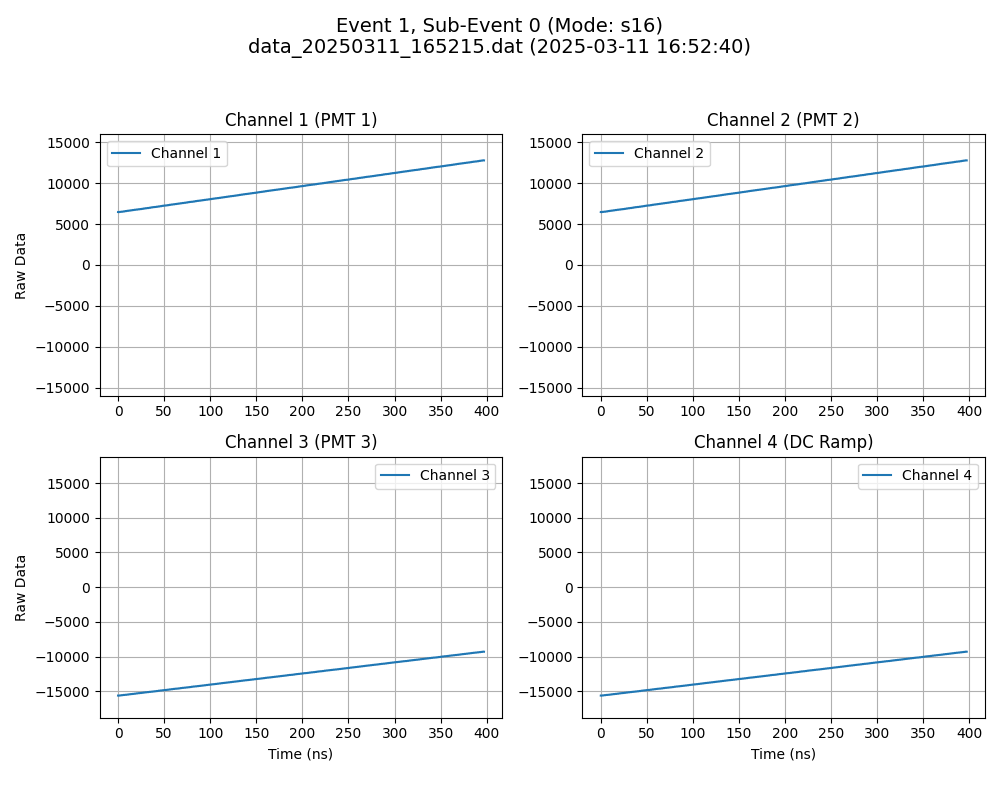 Event 1, Sub-Event 0 (Mode: s16)
data_20250311_165215.dat (2025-03-11 16:52:40)
Channel 1 (PMT 1)
Channel 1
15000
10000
5000
0
−5000
−10000
−15000
Raw Data
0 50 100 150 200 250 300 350 400
Channel 2 (PMT 2)
Channel 2
15000
10000
5000
0
−5000
−10000
−15000
0 50 100 150 200 250 300 350 400
Channel 3 (PMT 3)
Channel 3
15000
10000
5000
0
−5000
−10000
−15000
Raw Data
0 50 100 150 200 250 300 350 400
Time (ns)
Channel 4 (DC Ramp)
Channel 4
15000
10000
5000
0
−5000
−10000
−15000
0 50 100 150 200 250 300 350 400
Time (ns)